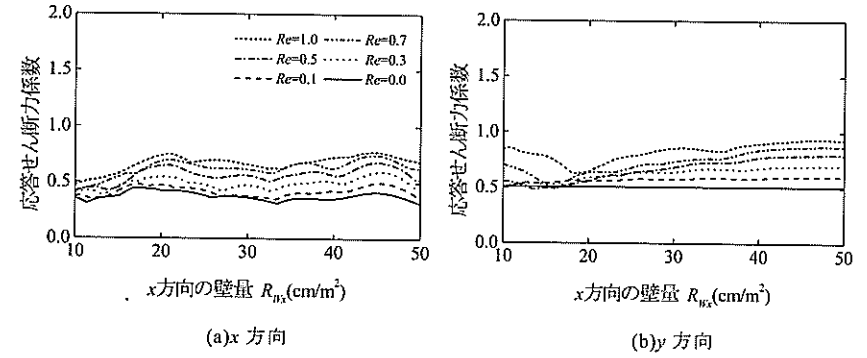 2.0
1.5
1.0
0.5
0.0
応答せん断力係数
Re=1.0
Re=0.7
Re=0.5
Re=0.3
Re=0.1
Re=0.0
10 20 30 40 50
x方向の壁量 R_Wx(cm/m²)
(a)x 方向
2.0
1.5
1.0
0.5
0.0
応答せん断力係数
10 20 30 40 50
x方向の壁量 R_Wx(cm/m²)
(b)y 方向